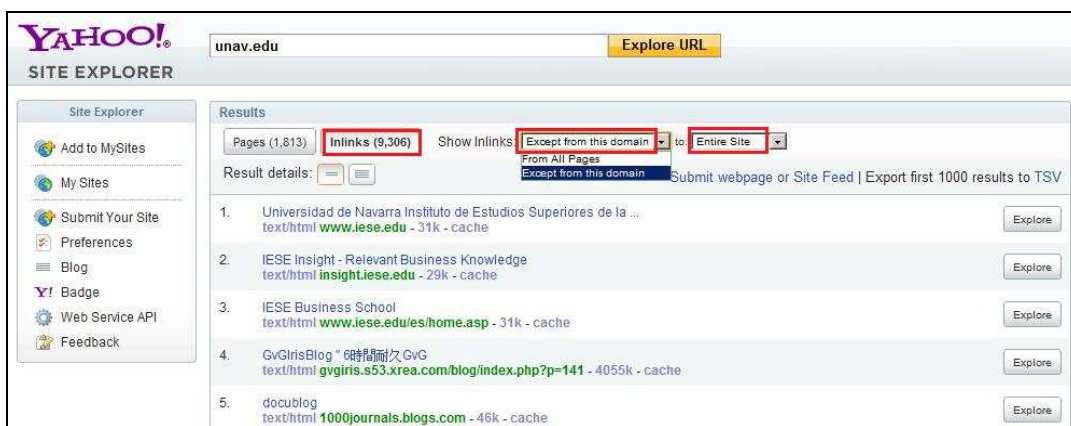 YAHOO!®
SITE EXPLORER
unav.edu
Explore URL
Site Explorer
Add to MySites
My Sites
Submit Your Site
Preferences
Blog
Y! Badge
Web Service API
Feedback
Results
Pages (1,813) Inlinks (9,306) Show Inlinks: Except from this domain to: Entire Site
From All Pages
Except from this domain
Result details: Submit webpage or Site Feed | Export first 1000 results to TSV
1. Universidad de Navarra Instituto de Estudios Superiores de la ...
text/html www.iese.edu - 31k - cache
Explore
2. IESE Insight - Relevant Business Knowledge
text/html insight.iese.edu - 29k - cache
Explore
3. IESE Business School
text/html www.iese.edu/es/home.asp - 31k - cache
Explore
4. GvGIrisBlog " 6時間耐久GvG
text/html gvgiris.s53.xrea.com/blog/index.php?p=141 - 4055k - cache
Explore
5. docublog
text/html 1000journals.blogs.com - 46k - cache
Explore